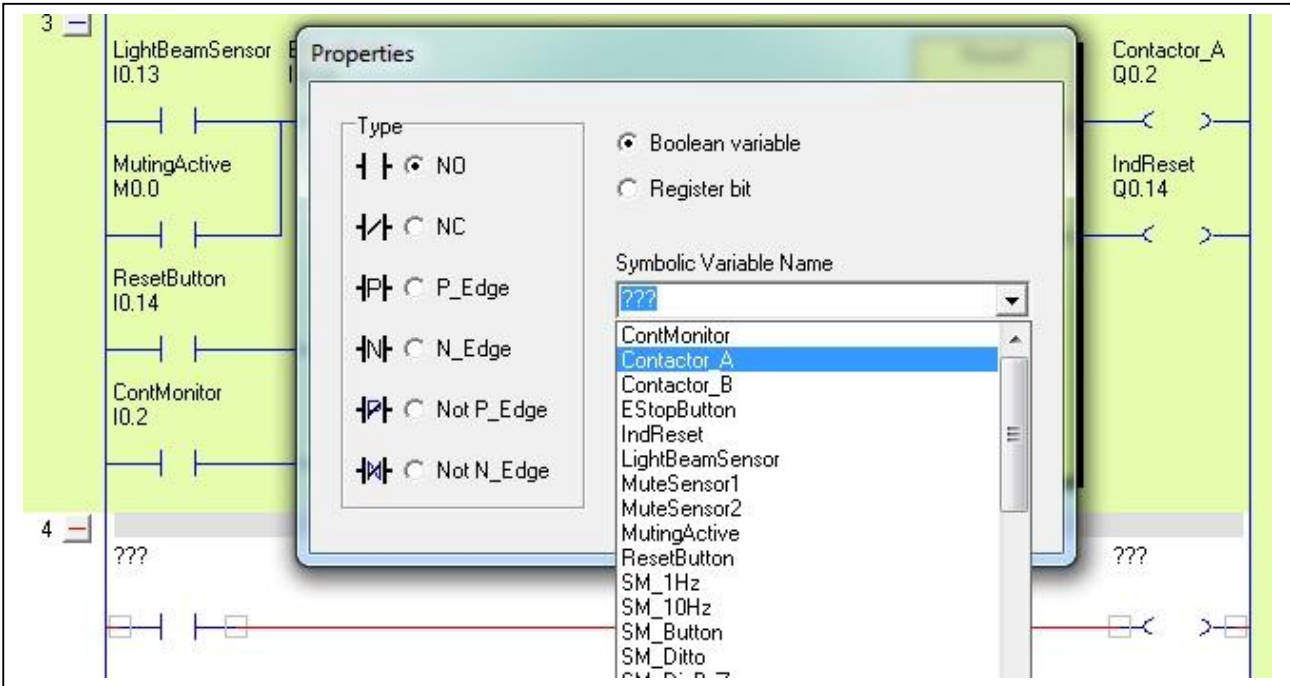 3
LightBeamSensor
I0.13
MutingActive
M0.0
ResetButton
I0.14
ContMonitor
I0.2
Properties
Type
NO
NC
P_Edge
N_Edge
Not P_Edge
Not N_Edge
Boolean variable
Register bit
Symbolic Variable Name
???
ContMonitor
Contactor_A
Contactor_B
EStopButton
IndReset
LightBeamSensor
MuteSensor1
MuteSensor2
MutingActive
ResetButton
SM_1Hz
SM_10Hz
SM_Button
SM_Ditto
Contactor_A
Q0.2
IndReset
Q0.14
4
???
???